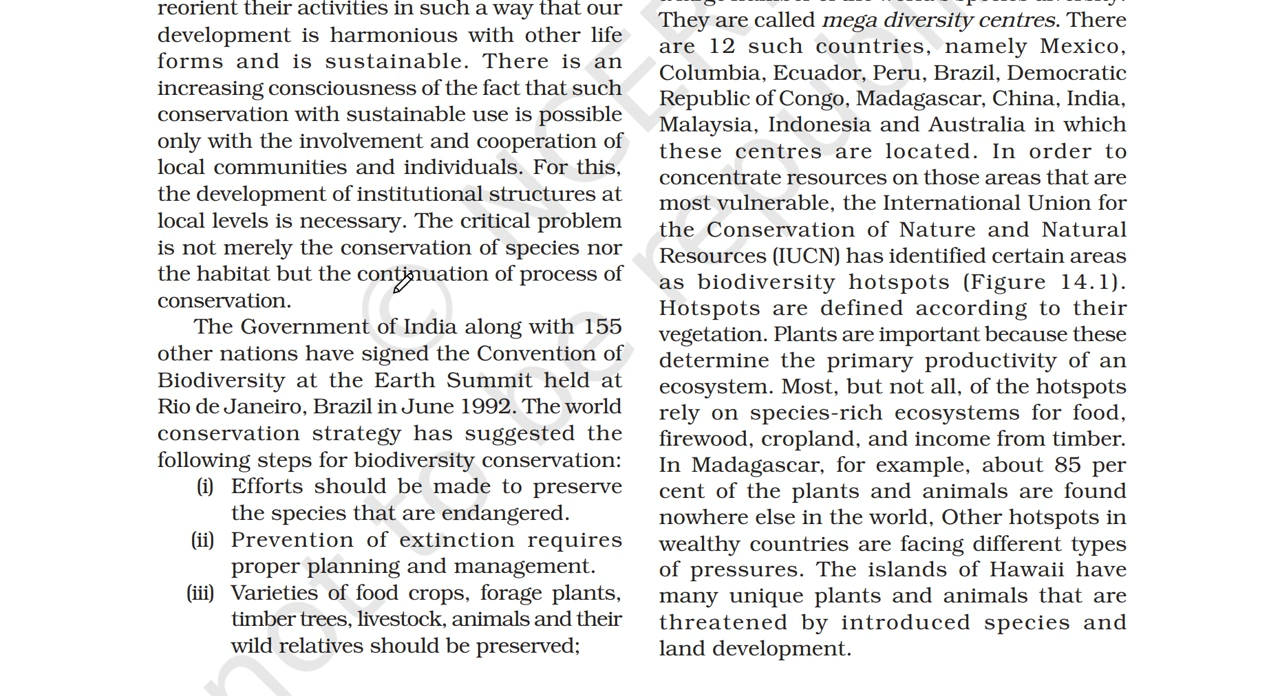 reorient their activities in such a way that our
development is harmonious with other life
forms and is sustainable. There is an
increasing consciousness of the fact that such
conservation with sustainable use is possible
only with the involvement and cooperation of
local communities and individuals. For this,
the development of institutional structures at
local levels is necessary. The critical problem
is not merely the conservation of species nor
the habitat but the continuation of process of
conservation.
The Government of India along with 155
other nations have signed the Convention of
Biodiversity at the Earth Summit held at
Rio de Janeiro, Brazil in June 1992. The world
conservation strategy has suggested the
following steps for biodiversity conservation:
(i) Efforts should be made to preserve
the species that are endangered.
(ii) Prevention of extinction requires
proper planning and management.
(iii) Varieties of food crops, forage plants,
timber trees, livestock, animals and their
wild relatives should be preserved;
They are called mega diversity centres. There
are 12 such countries, namely Mexico,
Columbia, Ecuador, Peru, Brazil, Democratic
Republic of Congo, Madagascar, China, India,
Malaysia, Indonesia and Australia in which
these centres are located. In order to
concentrate resources on those areas that are
most vulnerable, the International Union for
the Conservation of Nature and Natural
Resources (IUCN) has identified certain areas
as biodiversity hotspots (Figure 14.1).
Hotspots are defined according to their
vegetation. Plants are important because these
determine the primary productivity of an
ecosystem. Most, but not all, of the hotspots
rely on species-rich ecosystems for food,
firewood, cropland, and income from timber.
In Madagascar, for example, about 85 per
cent of the plants and animals are found
nowhere else in the world, Other hotspots in
wealthy countries are facing different types
of pressures. The islands of Hawaii have
many unique plants and animals that are
threatened by introduced species and
land development.
© NCER
not to be republi